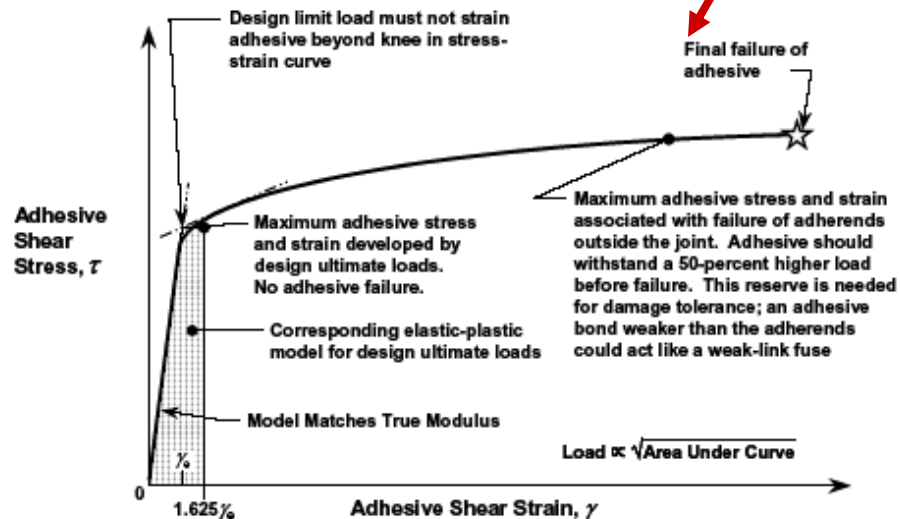 Design limit load must not strain
adhesive beyond knee in stress-
strain curve
Final failure of
adhesive
Adhesive
Shear
Stress, τ
Maximum adhesive stress
and strain developed by
design ultimate loads.
No adhesive failure.
Maximum adhesive stress and strain
associated with failure of adherends
outside the joint. Adhesive should
withstand a 50-percent higher load
before failure. This reserve is needed
for damage tolerance; an adhesive
bond weaker than the adherends
could act like a weak-link fuse
Corresponding elastic-plastic
model for design ultimate loads
Model Matches True Modulus
Load ∝ √Area Under Curve
γₑ
0
1.625γₑ
Adhesive Shear Strain, γ